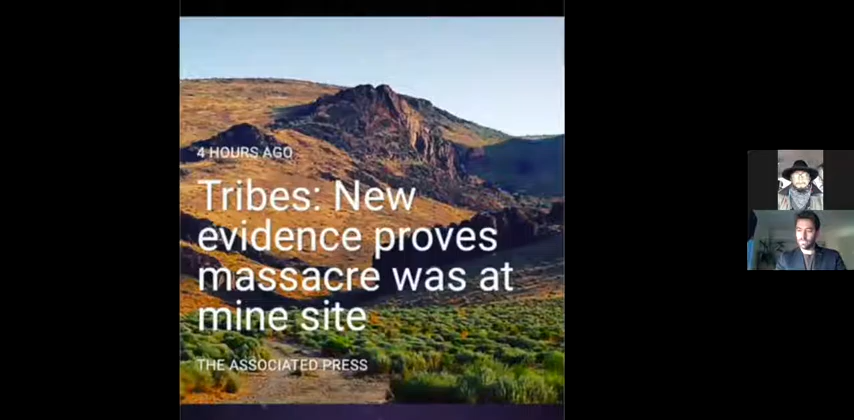 4 HOURS AGO
Tribes: New
evidence proves
massacre was at
mine site
THE ASSOCIATED PRESS